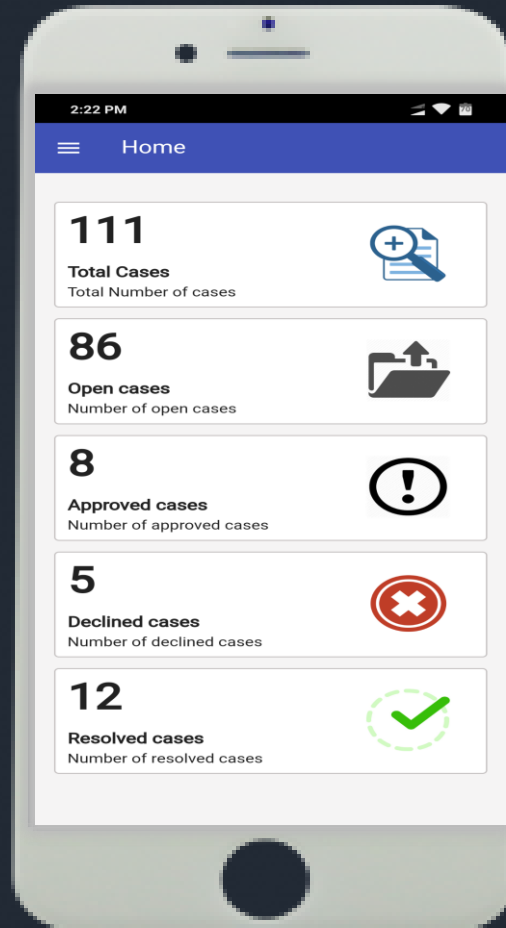 2:22 PM
70
Home
111
Total Cases
Total Number of cases
86
Open cases
Number of open cases
8
Approved cases
Number of approved cases
5
Declined cases
Number of declined cases
12
Resolved cases
Number of resolved cases